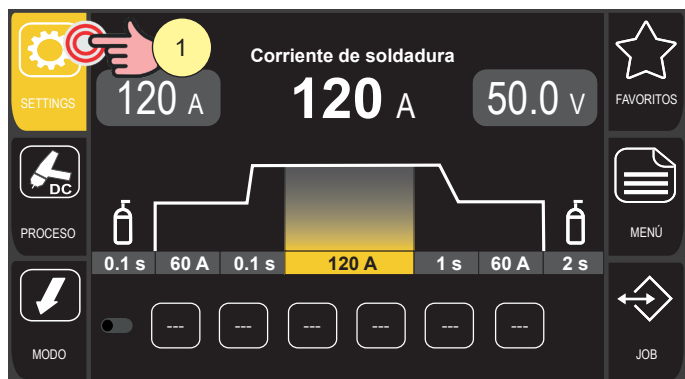 SETTINGS
1
Corriente de soldadura
120 A
120 A
50.0 V
FAVORITOS
DC
PROCESO
MENÚ
0.1 s 60 A 0.1 s 120 A 1 s 60 A 2 s
--- --- --- --- --- ---
MODO
JOB